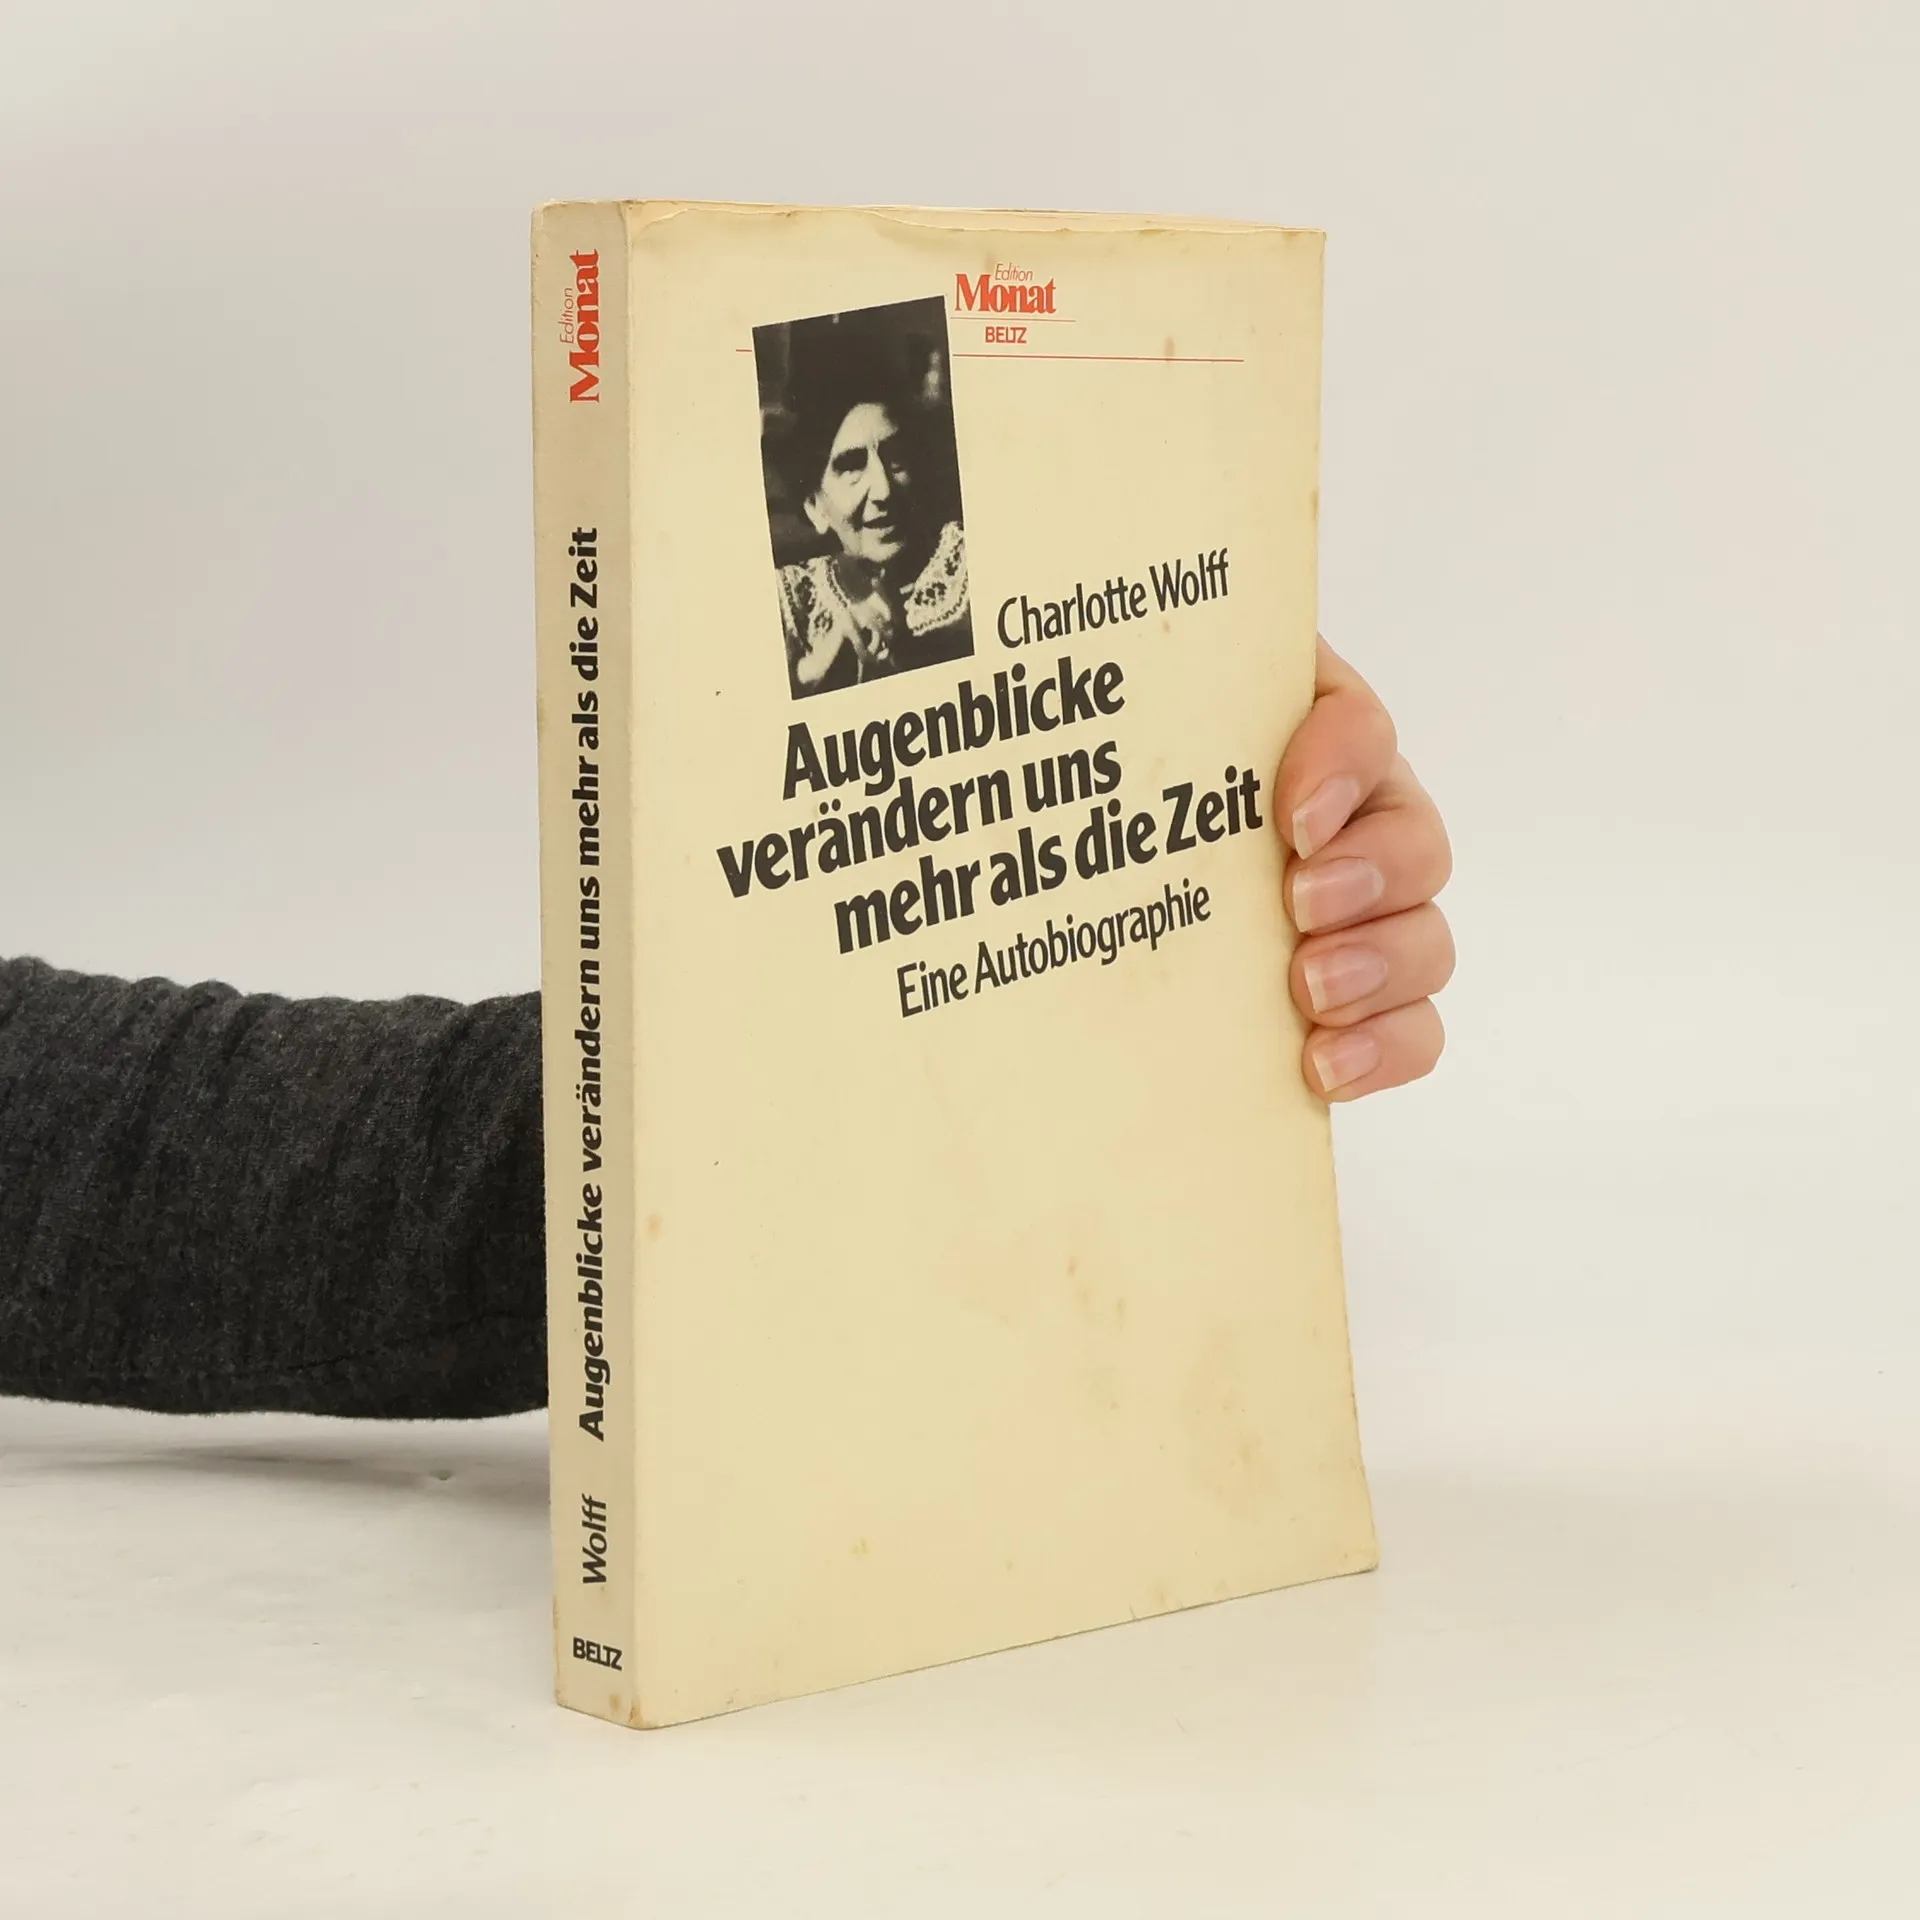 Edition
Monat
BELTZ
Charlotte Wolff
Augenblicke
verändern uns
mehr als die Zeit
Eine Autobiographie
Edition
Monat
Augenblicke verändern uns mehr als die Zeit
Wolff
BELTZ